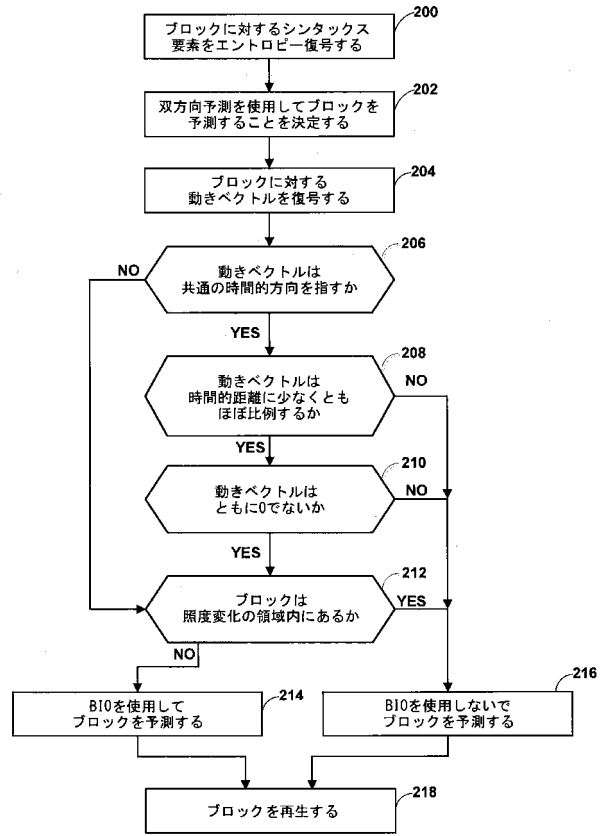 200
ブロックに対するシンタックス
要素をエントロピー復号する
202
双方向予測を使用してブロックを
予測することを決定する
204
ブロックに対する
動きベクトルを復号する
206
NO
動きベクトルは
共通の時間的方向を指すか
YES
208
動きベクトルは
時間的距離に少なくとも
ほぼ比例するか
NO
YES
210
動きベクトルは
ともに0でないか
NO
YES
212
ブロックは
照度変化の領域内にあるか
YES
NO
214
BIOを使用して
ブロックを予測する
216
BIOを使用しないで
ブロックを予測する
218
ブロックを再生する